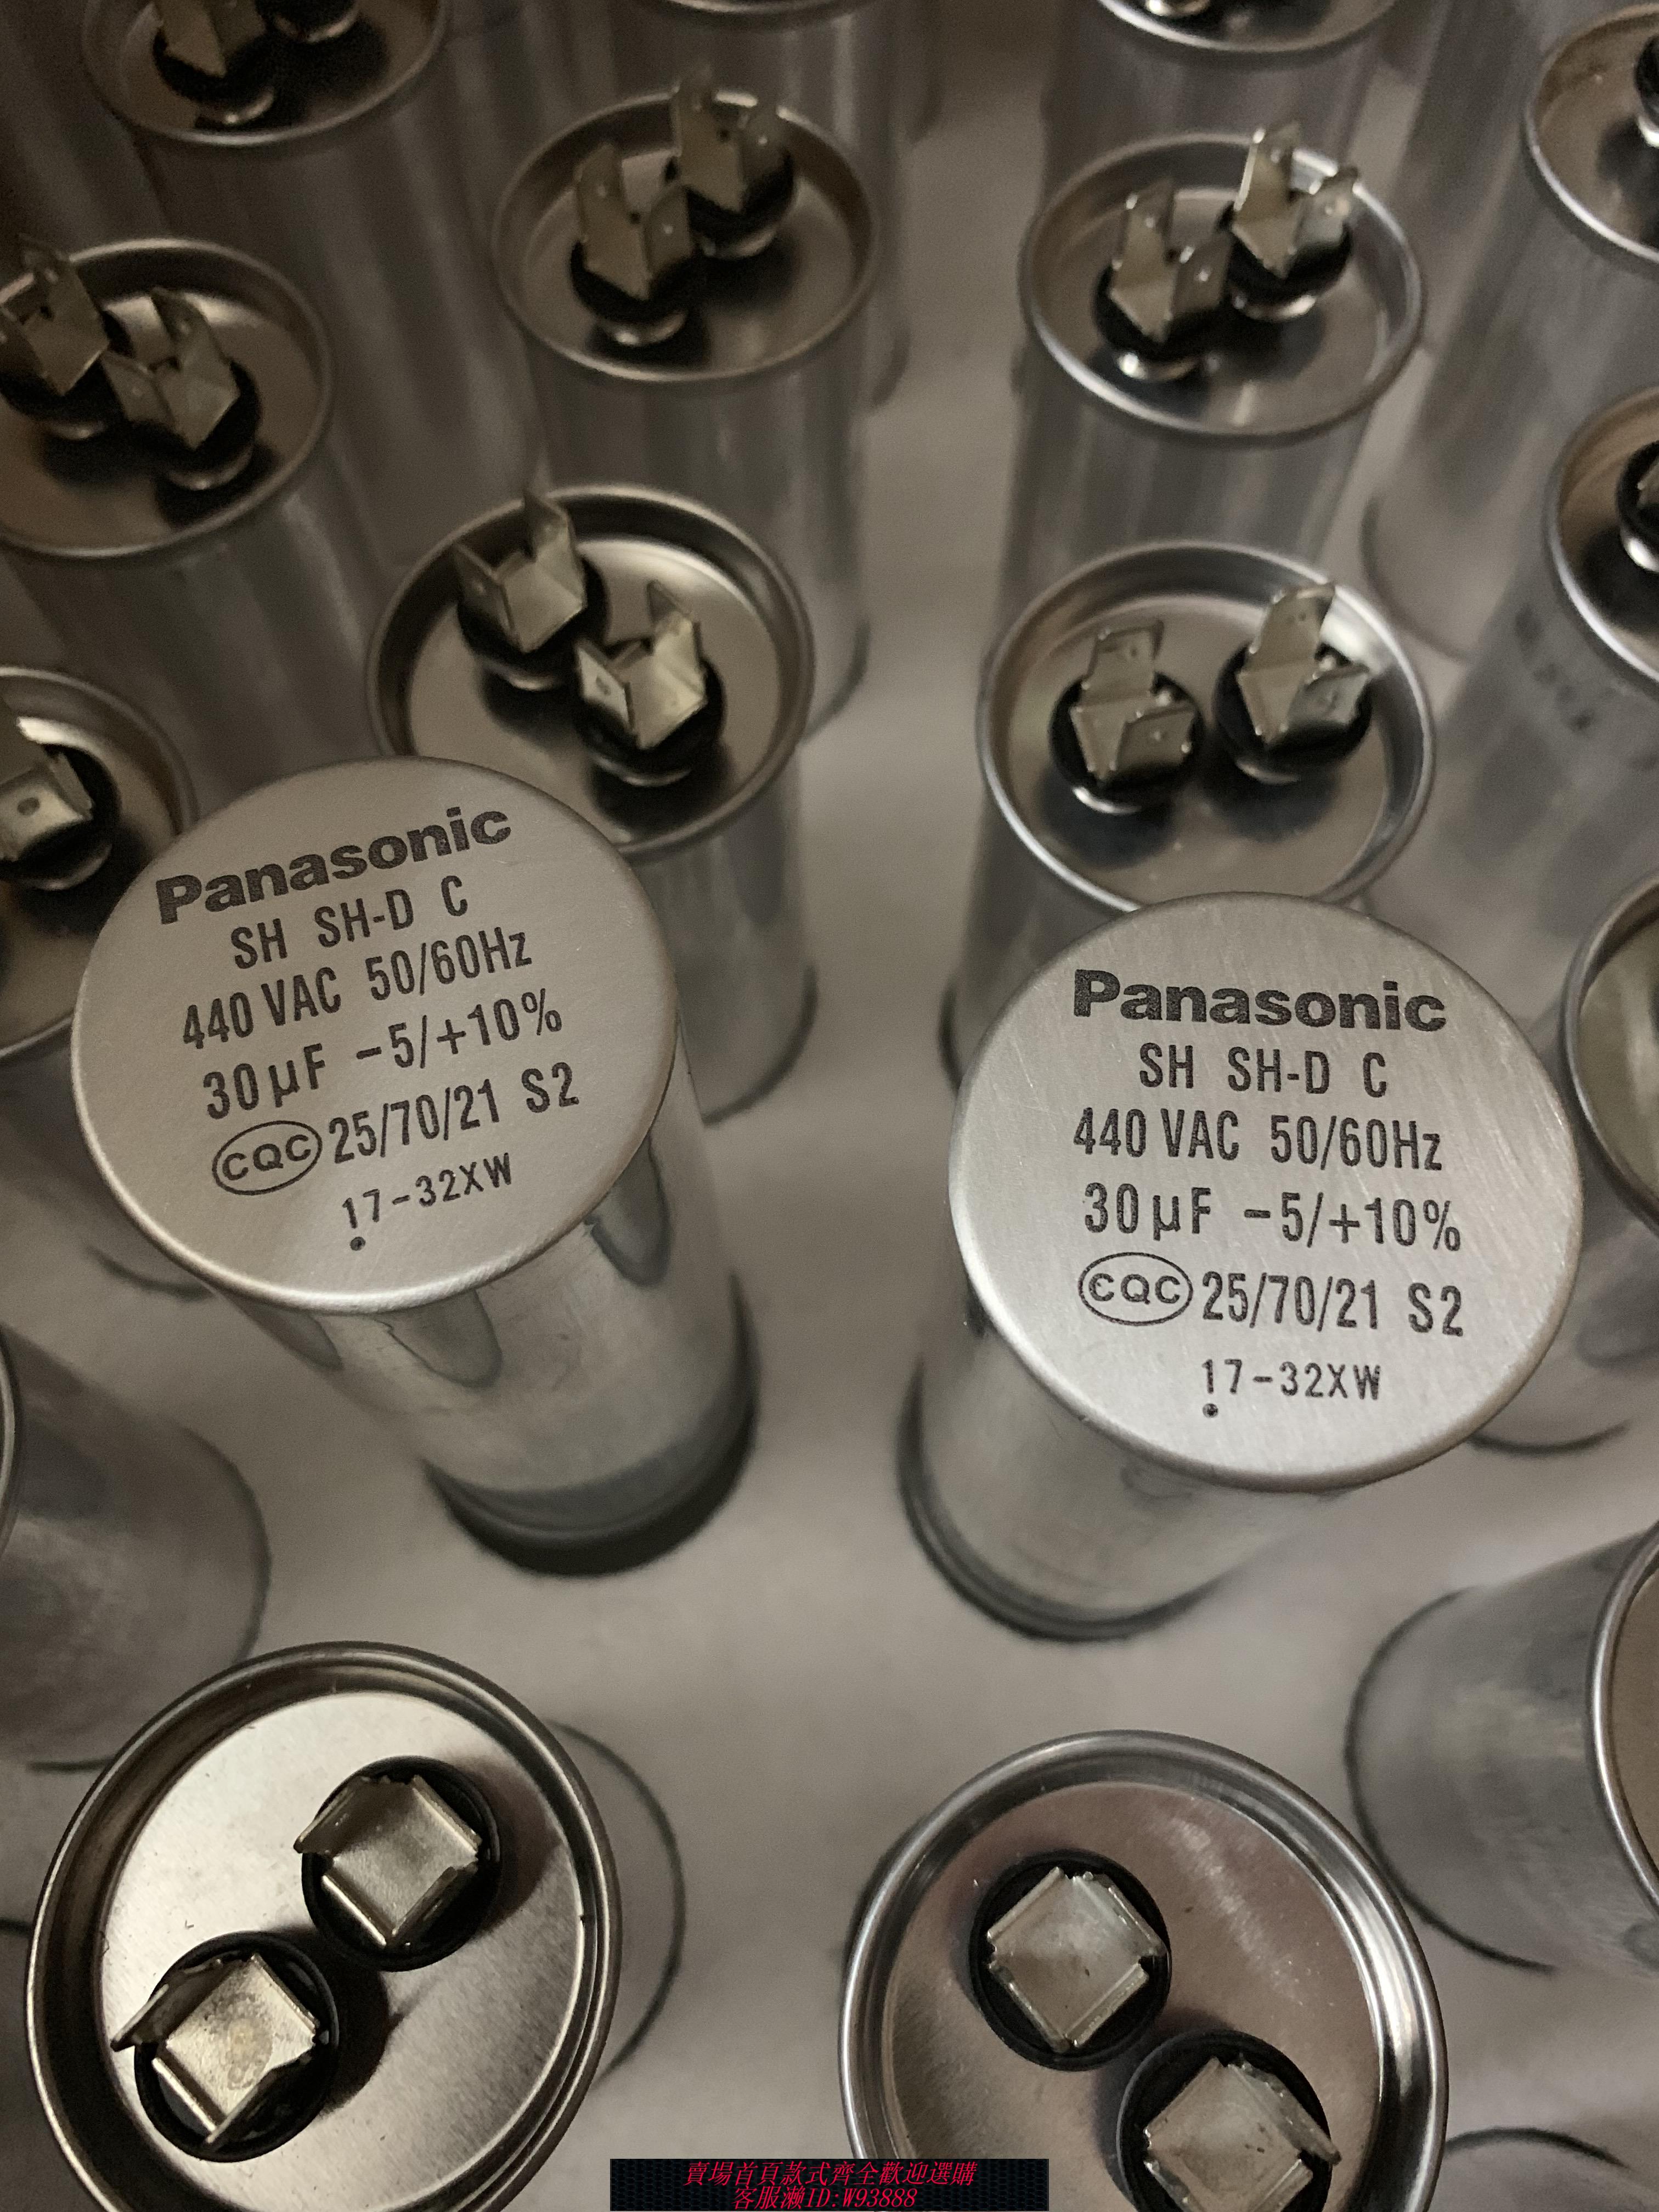 Panasonic
SH SH-D C
440 VAC 50/60Hz
30µF -5/+10%
CQC 25/70/21 S2
17-32XW
Panasonic
SH SH-D C
440 VAC 50/60Hz
30µF -5/+10%
CQC 25/70/21 S2
17-32XW
賣場首頁款式齊全歡迎選購
客服瀨ID:W93888